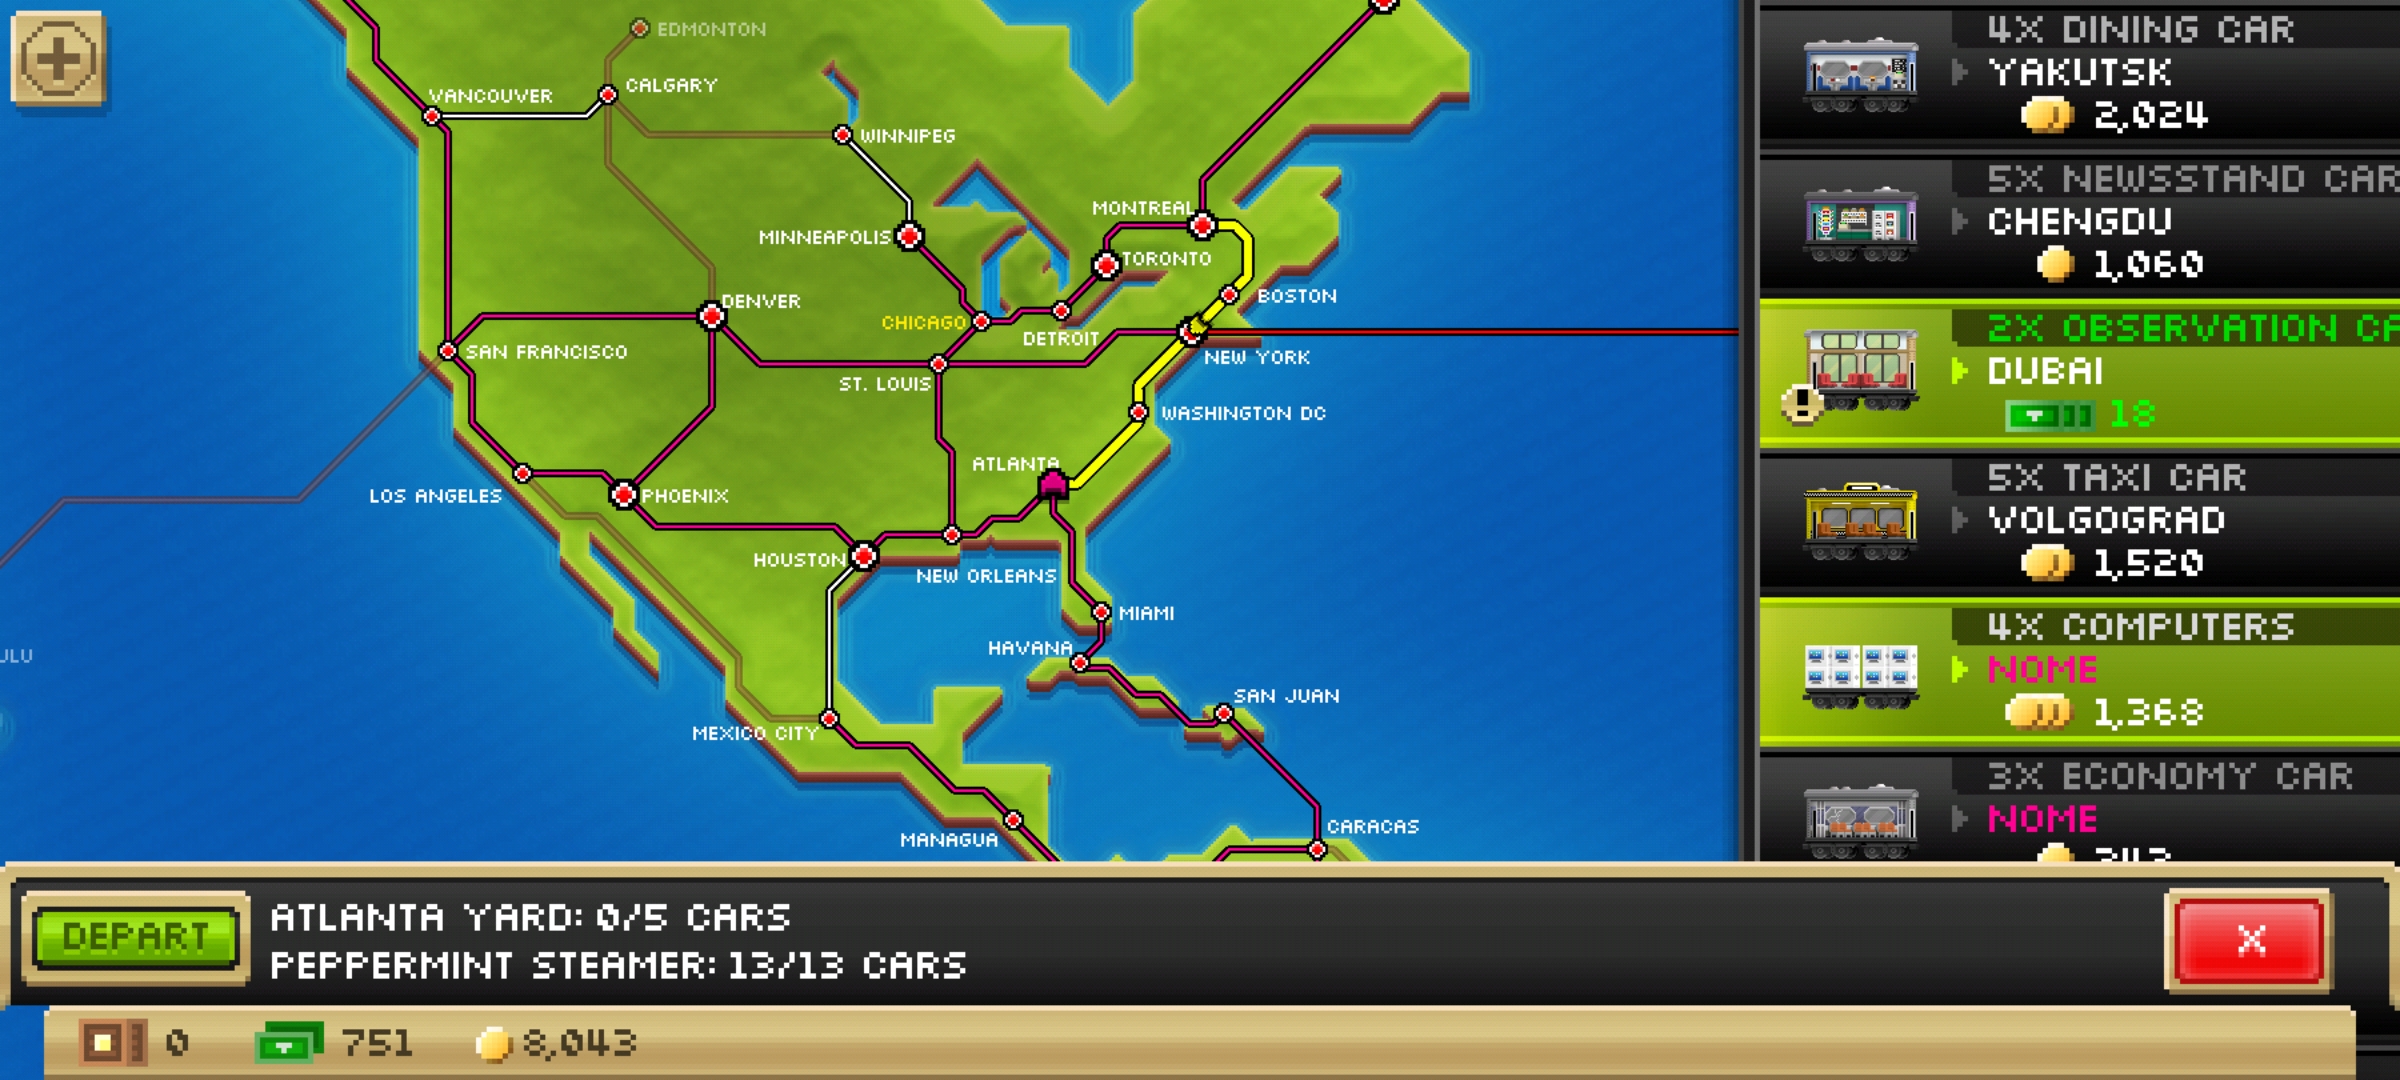 EDMONTON
CALGARY
VANCOUVER
WINNIPEG
MONTREAL
MINNEAPOLIS
TORONTO
DENVER
BOSTON
CHICAGO
DETROIT
SAN FRANCISCO
NEW YORK
ST. LOUIS
WASHINGTON DC
ATLANTA
LOS ANGELES
PHOENIX
HOUSTON
NEW ORLEANS
MIAMI
HAVANA
ULU
SAN JUAN
MEXICO CITY
MANAGUA
CARACAS
4X DINING CAR
YAKUTSK
2,024
5X NEWSSTAND CAR
CHENGDU
1,060
2X OBSERVATION CA
DUBAI
18
5X TAXI CAR
VOLGOGRAD
1,520
4X COMPUTERS
NOME
1,368
3X ECONOMY CAR
NOME
DEPART
ATLANTA YARD: 0/5 CARS
PEPPERMINT STEAMER: 13/13 CARS
X
0
751
8,043